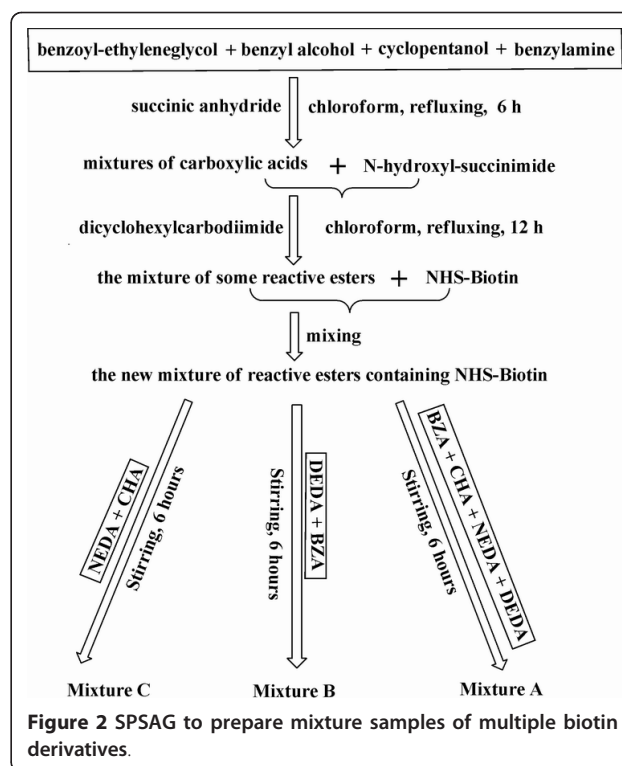 benzoyl-ethyleneglycol + benzyl alcohol + cyclopentanol + benzylamine
succinic anhydride chloroform, refluxing, 6 h
mixtures of carboxylic acids + N-hydroxyl-succinimide
dicyclohexylcarbodiimide chloroform, refluxing, 12 h
the mixture of some reactive esters + NHS-Biotin
mixing
the new mixture of reactive esters containing NHS-Biotin
NEDA + CHA
Stirring, 6 hours
DEDA + BZA
Stirring, 6 hours
BZA + CHA + NEDA + DEDA
Stirring, 6 hours
Mixture C Mixture B Mixture A
Figure 2 SPSAG to prepare mixture samples of multiple biotin
derivatives.